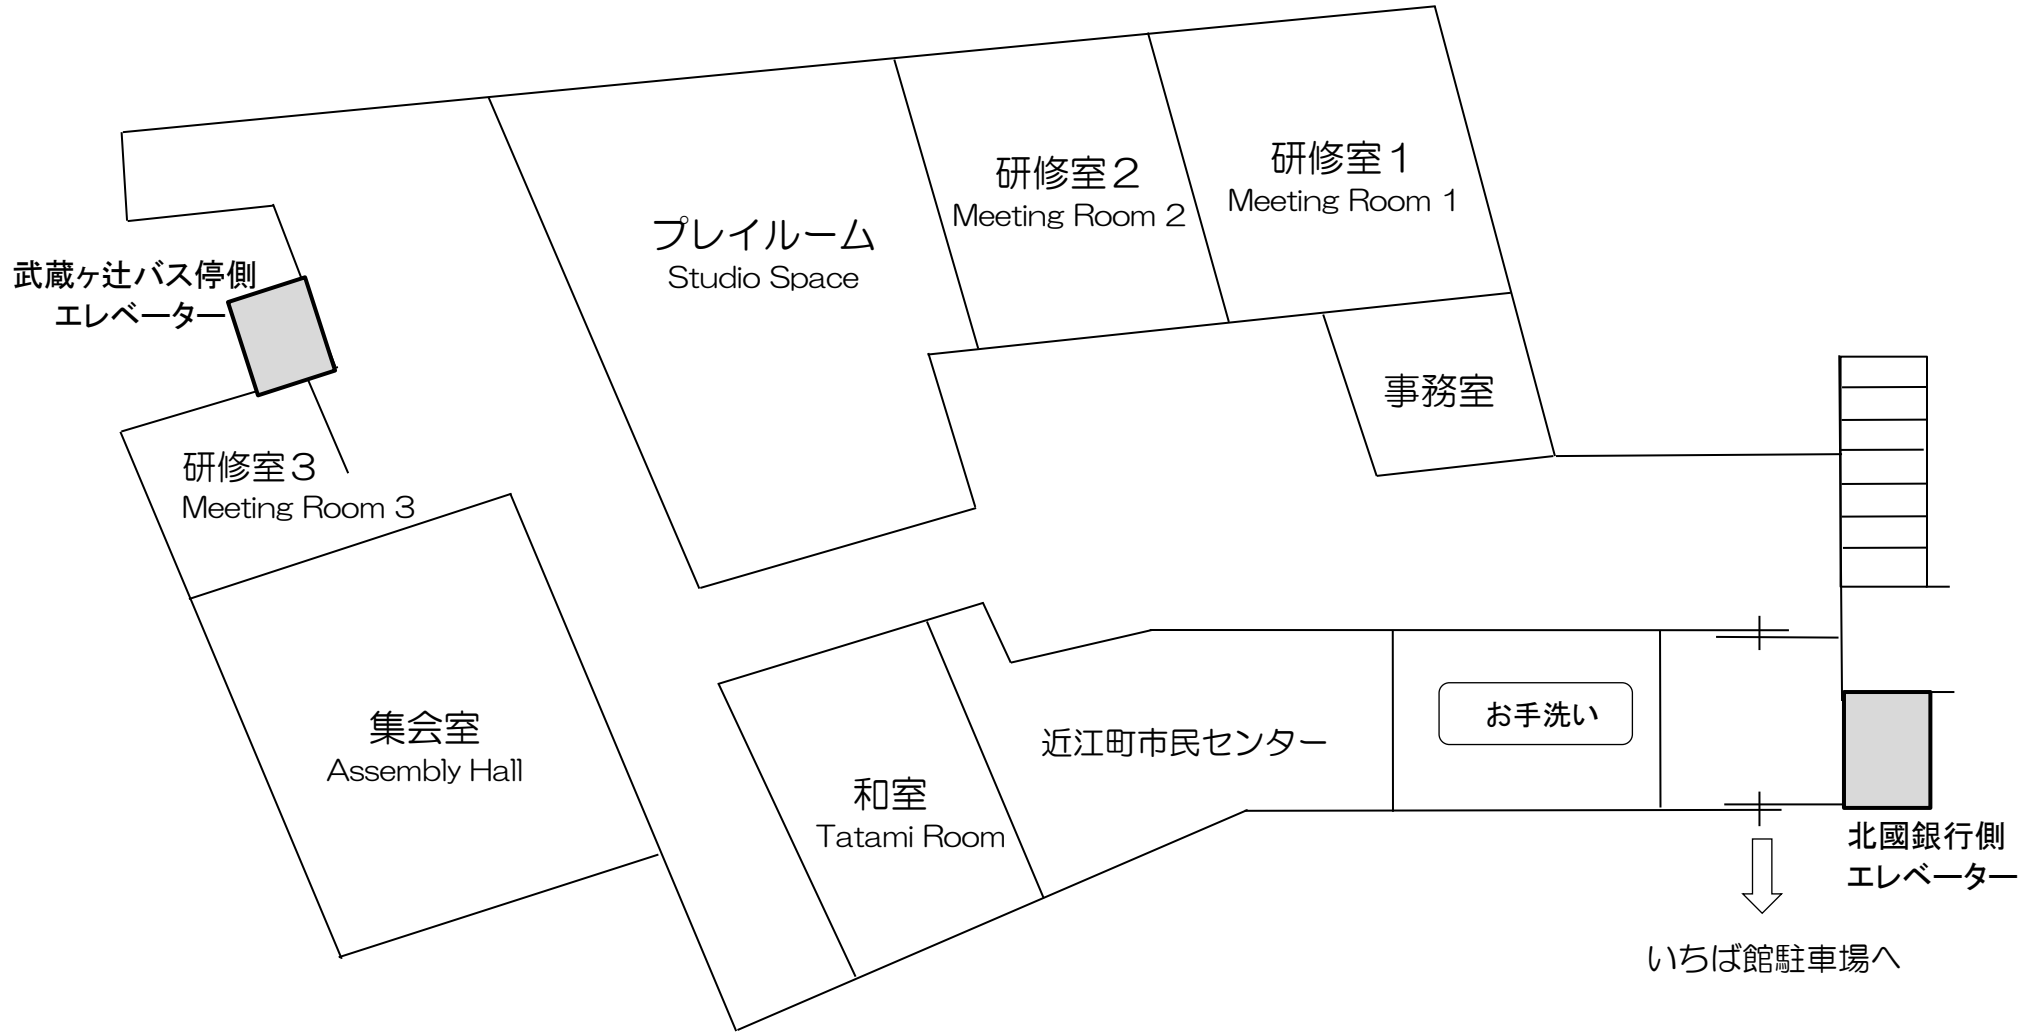 研修室１
Meeting Room 1
研修室２
Meeting Room 2
プレイルーム
Studio Space
武蔵ヶ辻バス停側
エレベーター
事務室
研修室３
Meeting Room 3
集会室
Assembly Hall
和室
Tatami Room
近江町市民センター
お手洗い
北國銀行側
エレベーター
いちば館駐車場へ